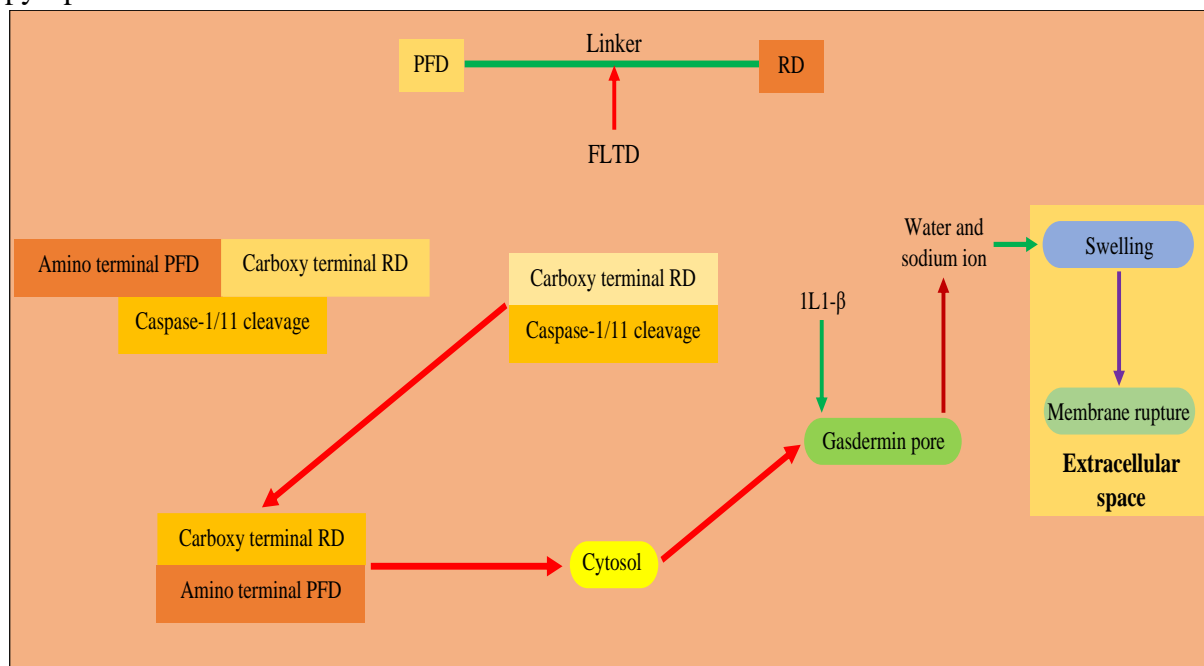 Linker
PFD
RD
FLTD
Amino terminal PFD
Carboxy terminal RD
Caspase-1/11 cleavage
Carboxy terminal RD
Caspase-1/11 cleavage
1L1-β
Water and
sodium ion
Swelling
Membrane rupture
Extracellular
space
Gasdermin pore
Carboxy terminal RD
Amino terminal PFD
Cytosol